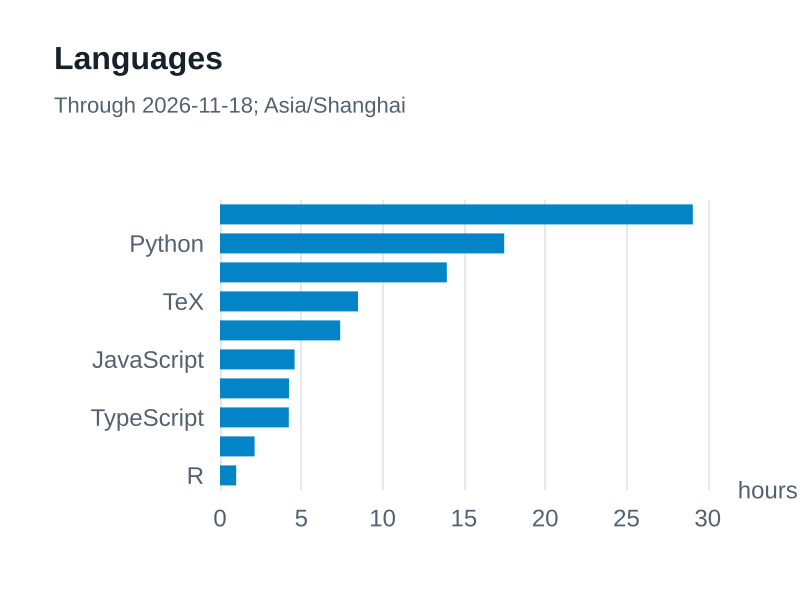 Languages
Through 2026-11-18; Asia/Shanghai
Python
TeX
JavaScript
TypeScript
R
hours
0 5 10 15 20 25 30